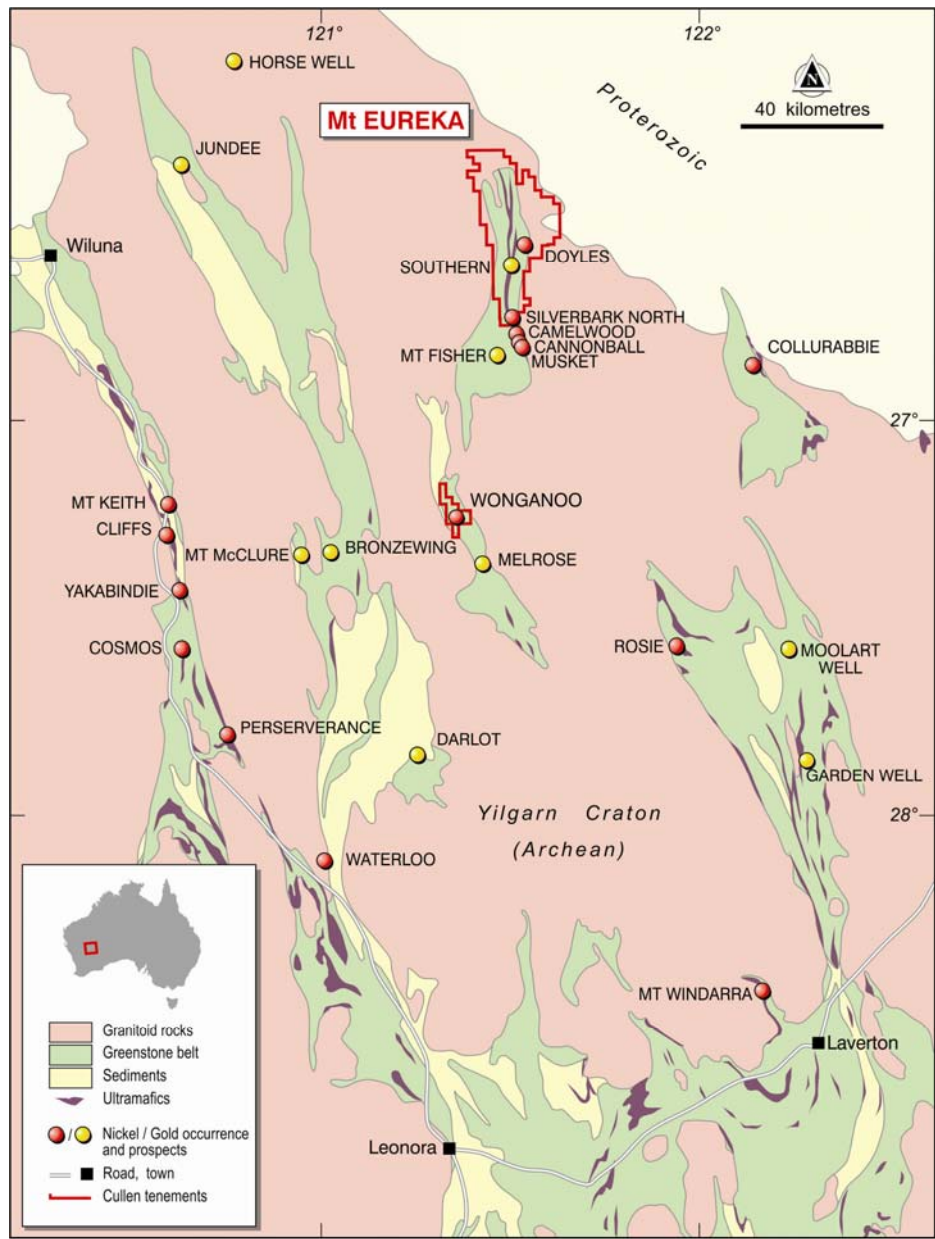 121°
122°
HORSE WELL
N
Mt EUREKA
40 kilometres
Proterozoic
JUNDEE
Wiluna
DOYLES
SOUTHERN
SILVERBARK NORTH
CAMELWOOD
CANNONBALL
MUSKET
MT FISHER
COLLURABBIE
27°
MT KEITH
WONGANOO
CLIFFS
MT McCLURE
BRONZEWING
MELROSE
YAKABINDIE
COSMOS
ROSIE
MOOLART
WELL
PERSERVERANCE
DARLOT
GARDEN WELL
Yilgarn Craton
(Archean)
28°
WATERLOO
MT WINDARRA
Laverton
Leonora
Granitoid rocks
Greenstone belt
Sediments
Ultramafics
/ Nickel / Gold occurrence
and prospects
Road, town
Cullen tenements